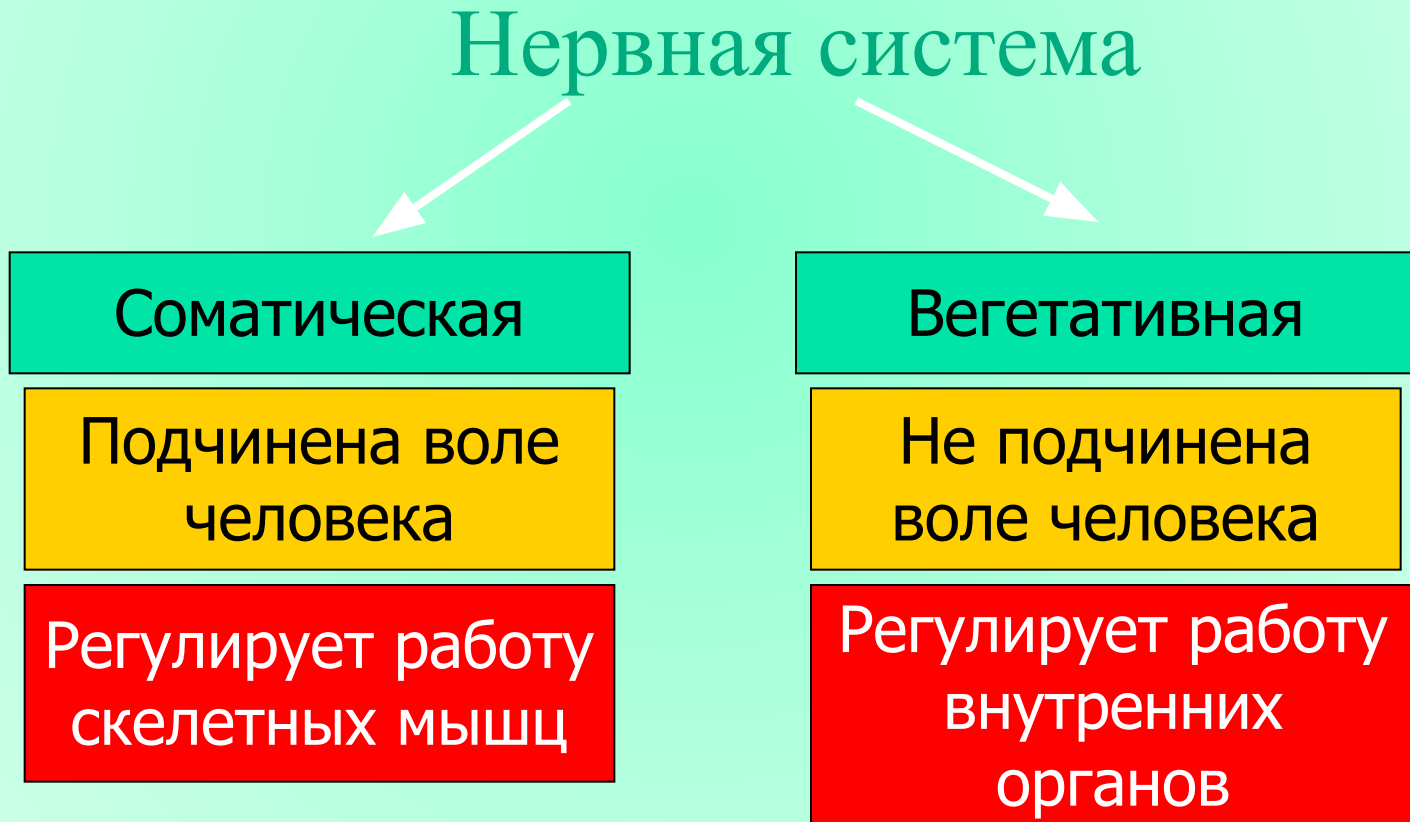 Нервная система
Соматическая
Подчинена воле
человека
Регулирует работу
скелетных мышц
Вегетативная
Не подчинена
воле человека
Регулирует работу
внутренних
органов